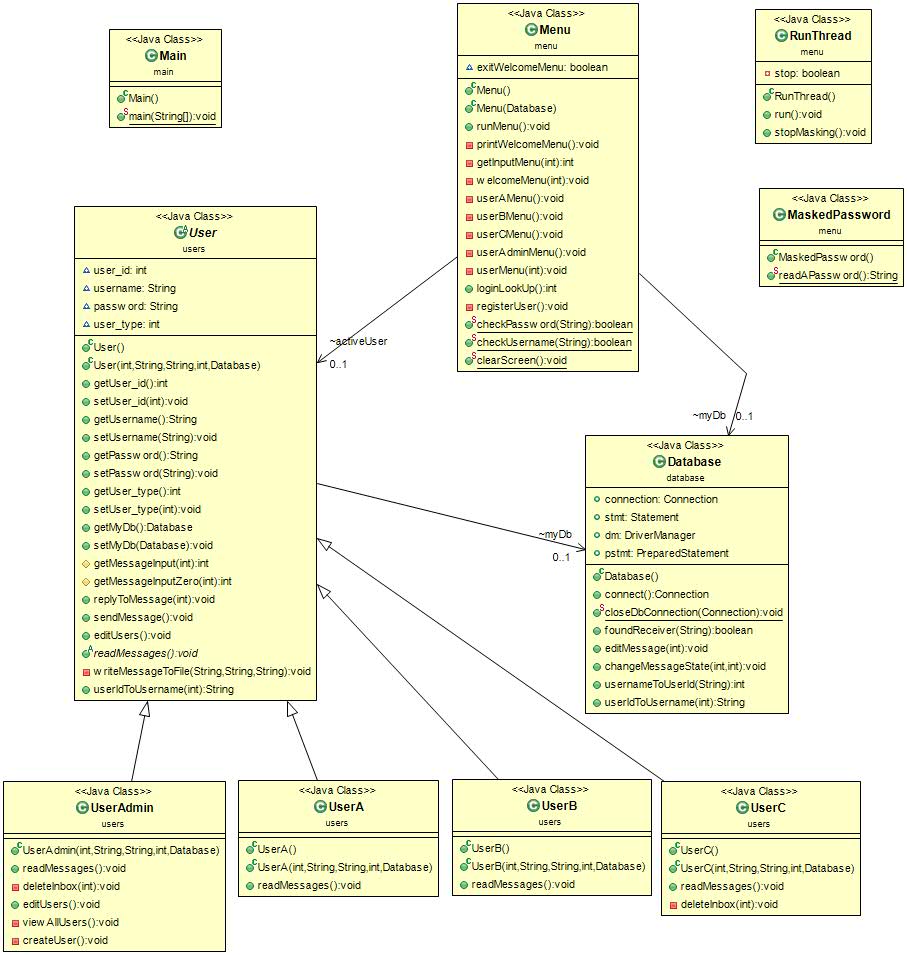 <<Java Class>>
Main
main
Main()
main(String[]):void
<<Java Class>>
Menu
menu
exitWelcomeMenu: boolean
Menu()
Menu(Database)
runMenu():void
printWelcomeMenu():void
getInputMenu(int):int
welcomeMenu(int):void
userAMenu():void
userBMenu():void
userCMenu():void
userAdminMenu():void
userMenu(int):void
loginLookUp():int
registerUser():void
checkPassword(String):boolean
checkUsername(String):boolean
clearScreen():void
<<Java Class>>
RunThread
menu
stop: boolean
RunThread()
run():void
stopMasking():void
<<Java Class>>
MaskedPassword
menu
MaskedPassword()
readAPassword():String
<<Java Class>>
User
users
user_id: int
username: String
password: String
user_type: int
User()
User(int,String,String,int,Database)
getUser_id():int
setUser_id(int):void
getUsername():String
setUsername(String):void
getPassword():String
setPassword(String):void
getUser_type():int
setUser_type(int):void
getMyDb():Database
setMyDb(Database):void
getMessageInput(int):int
getMessageInputZero(int):int
replyToMessage(int):void
sendMessage():void
editUsers():void
readMessages():void
writeMessageToFile(String,String,String):void
userIdToUsername(int):String
~activeUser
0..1
~myDb 0..1
~myDb
0..1
<<Java Class>>
Database
database
connection: Connection
stmt: Statement
dm: DriverManager
pstmt: PreparedStatement
Database()
connect():Connection
closeDbConnection(Connection):void
foundReceiver(String):boolean
editMessage(int):void
changeMessageState(int,int):void
usernameToUserId(String):int
userIdToUsername(int):String
<<Java Class>>
UserAdmin
users
UserAdmin(int,String,String,int,Database)
readMessages():void
deleteInbox(int):void
editUsers():void
viewAllUsers():void
createUser():void
<<Java Class>>
UserA
users
UserA()
UserA(int,String,String,int,Database)
readMessages():void
<<Java Class>>
UserB
users
UserB()
UserB(int,String,String,int,Database)
readMessages():void
<<Java Class>>
UserC
users
UserC()
UserC(int,String,String,int,Database)
readMessages():void
deleteInbox(int):void